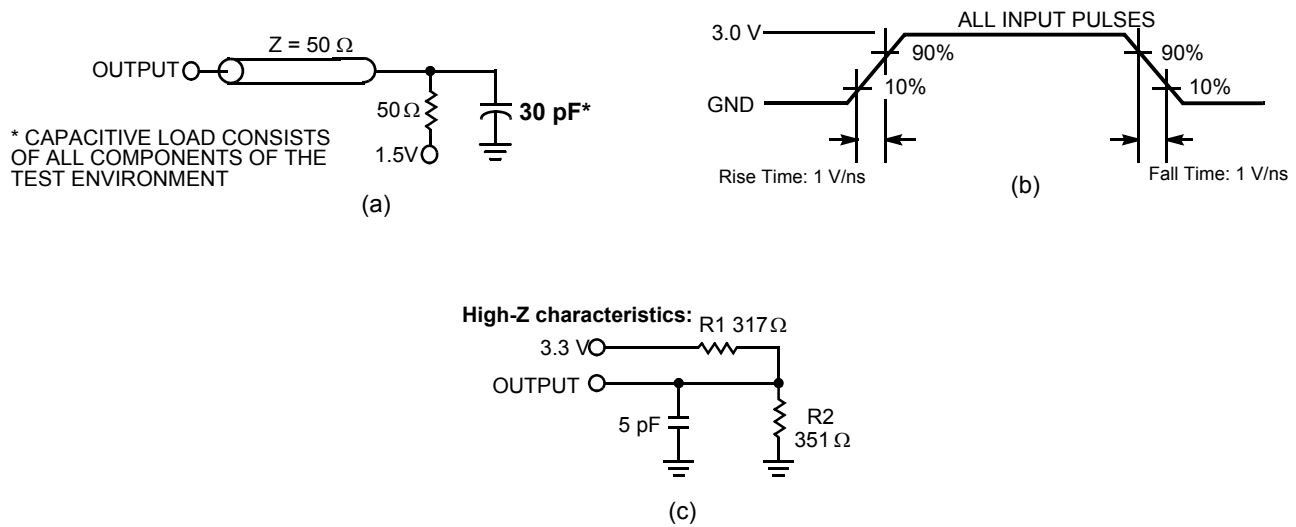 Z = 50 Ω
OUTPUT
50 Ω
30 pF*
1.5V
* CAPACITIVE LOAD CONSISTS
OF ALL COMPONENTS OF THE
TEST ENVIRONMENT
(a)
ALL INPUT PULSES
3.0 V
90%
90%
10%
10%
GND
Rise Time: 1 V/ns
Fall Time: 1 V/ns
(b)
High-Z characteristics:
R1 317 Ω
3.3 V
OUTPUT
5 pF
R2
351 Ω
(c)